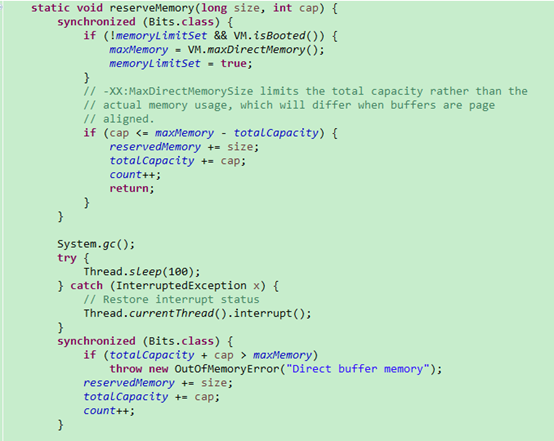 static void reserveMemory(long size, int cap) {
    synchronized (Bits.class) {
        if (!memoryLimitSet && VM.isBooted()) {
            maxMemory = VM.maxDirectMemory();
            memoryLimitSet = true;
        }
        // -XX:MaxDirectMemorySize limits the total capacity rather than the
        // actual memory usage, which will differ when buffers are page
        // aligned.
        if (cap <= maxMemory - totalCapacity) {
            reservedMemory += size;
            totalCapacity += cap;
            count++;
            return;
        }
    }

    System.gc();
    try {
        Thread.sleep(100);
    } catch (InterruptedException x) {
        // Restore interrupt status
        Thread.currentThread().interrupt();
    }
    synchronized (Bits.class) {
        if (totalCapacity + cap > maxMemory)
            throw new OutOfMemoryError("Direct buffer memory");
        reservedMemory += size;
        totalCapacity += cap;
        count++;
    }